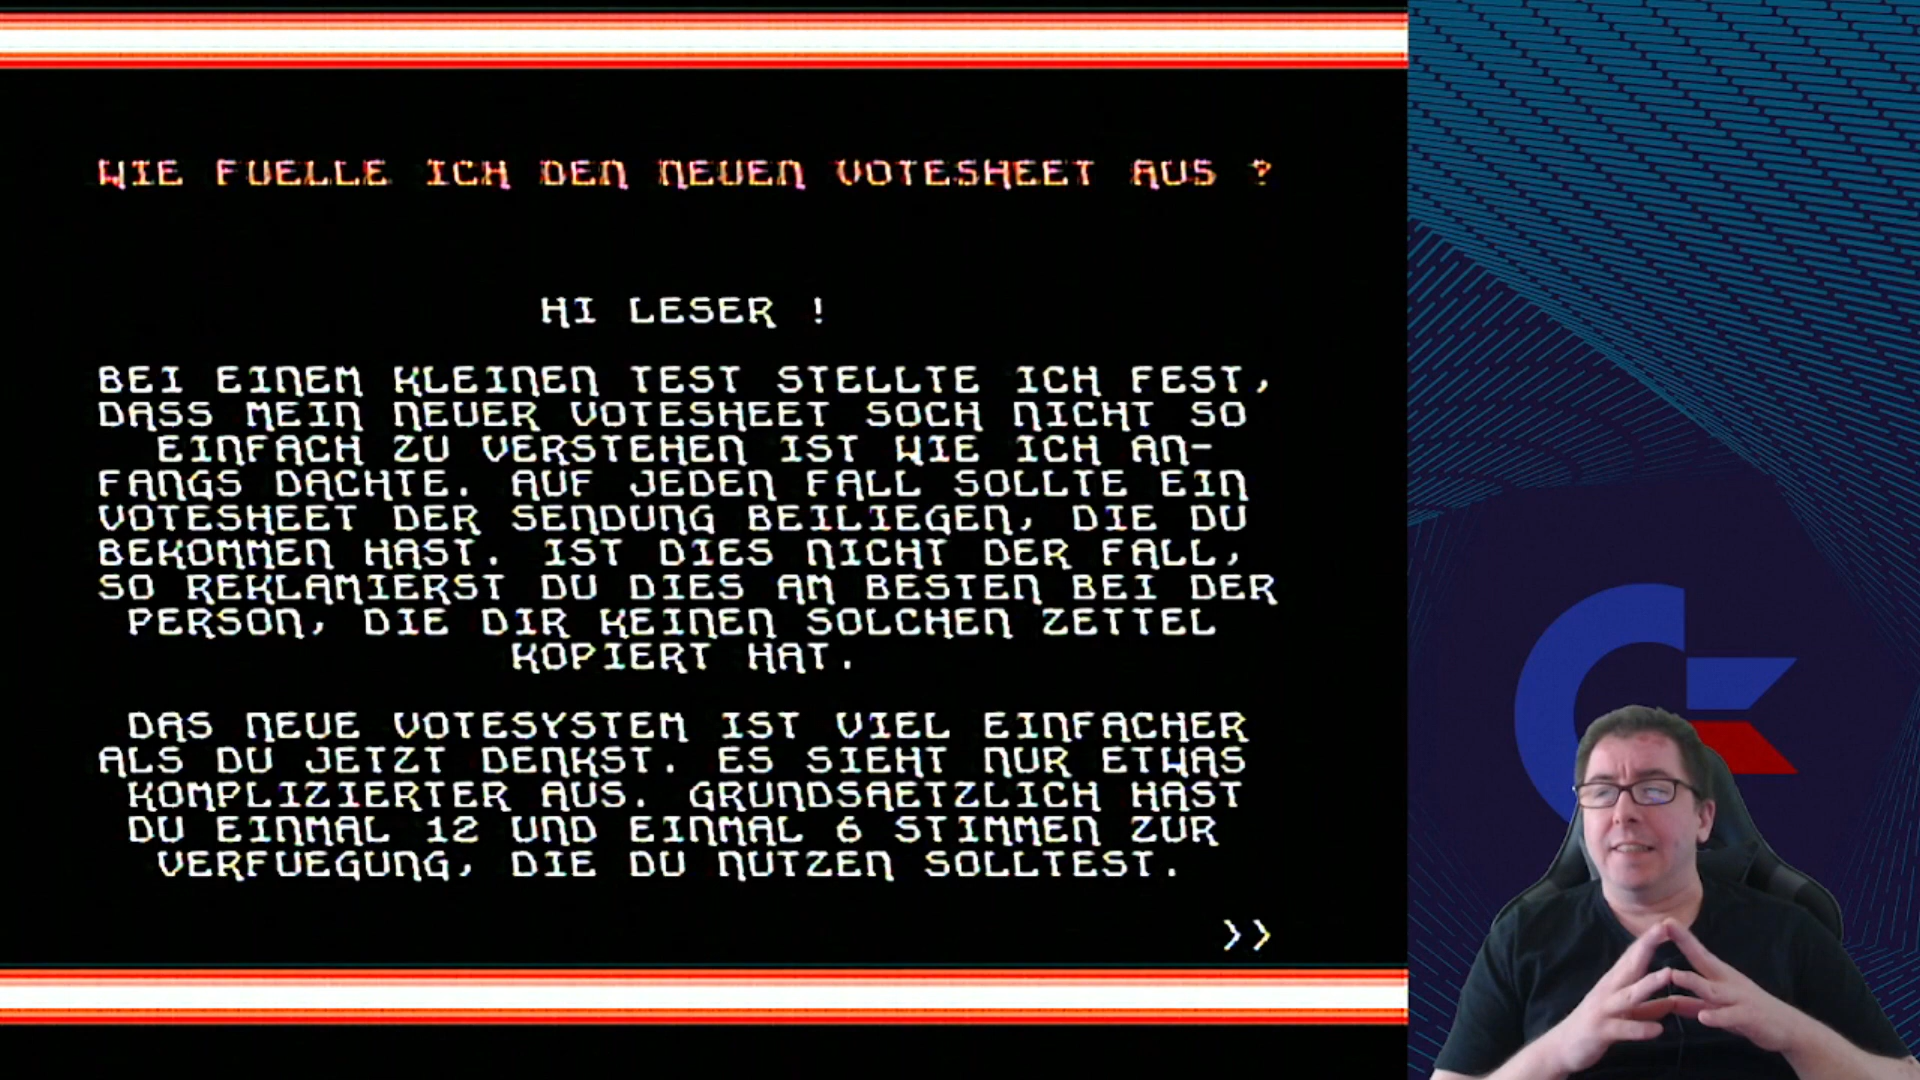 WIE FUELLE ICH DEN NEUEN VOTESHEET AUS ?
HI LESER !
BEI EINEM KLEINEN TEST STELLTE ICH FEST,
DASS MEIN NEUER VOTESHEET SOCH NICHT SO
EINFACH ZU VERSTEHEN IST WIE ICH AN-
FANGS DACHTE. AUF JEDEN FALL SOLLTE EIN
VOTESHEET DER SENDUNG BEILIEGEN, DIE DU
BEKOMMEN HAST. IST DIES NICHT DER FALL,
SO REKLAMIERST DU DIES AM BESTEN BEI DER
PERSON, DIE DIR KEINEN SOLCHEN ZETTEL
KOPIERT HAT.
DAS NEUE VOTESYSTEM IST VIEL EINFACHER
ALS DU JETZT DENKST. ES SIEHT NUR ETWAS
KOMPLIZIERTER AUS. GRUNDSAETZLICH HAST
DU EINMAL 12 UND EINMAL 6 STIMMEN ZUR
VERFUEGUNG, DIE DU NUTZEN SOLLTEST.
>>